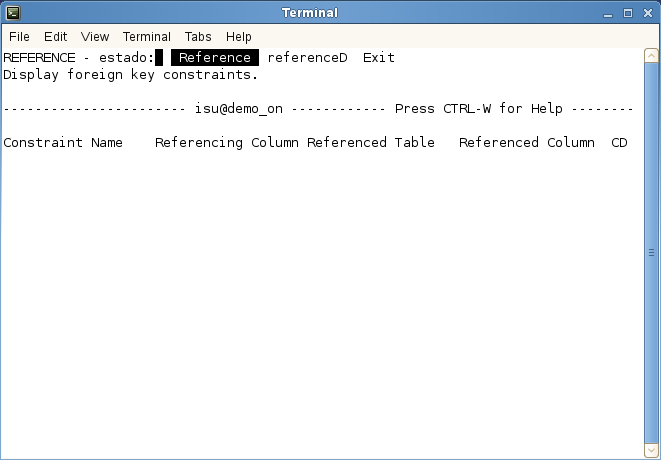 Terminal
File Edit View Terminal Tabs Help
REFERENCE - estado: Reference referenceD Exit
Display foreign key constraints.
----------------------- isu@demo_on ------------ Press CTRL-W for Help --------
Constraint Name Referencing Column Referenced Table Referenced Column CD